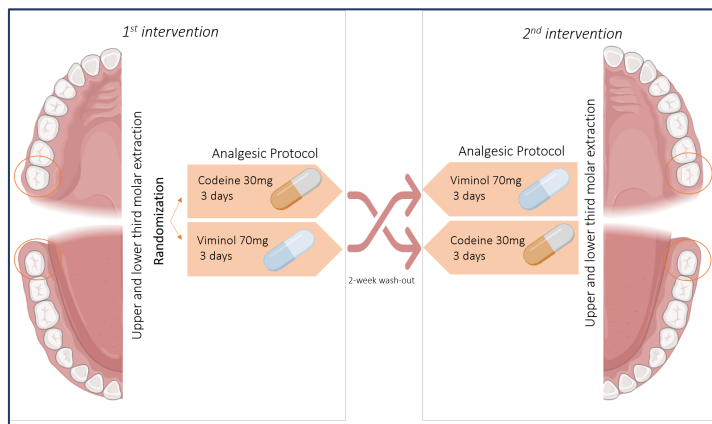 1st intervention
Upper and lower third molar extraction
Randomization
Analgesic Protocol
Codeine 30mg
3 days
Viminol 70mg
3 days
2-week wash-out
2nd intervention
Analgesic Protocol
Viminol 70mg
3 days
Codeine 30mg
3 days
Upper and lower third molar extraction